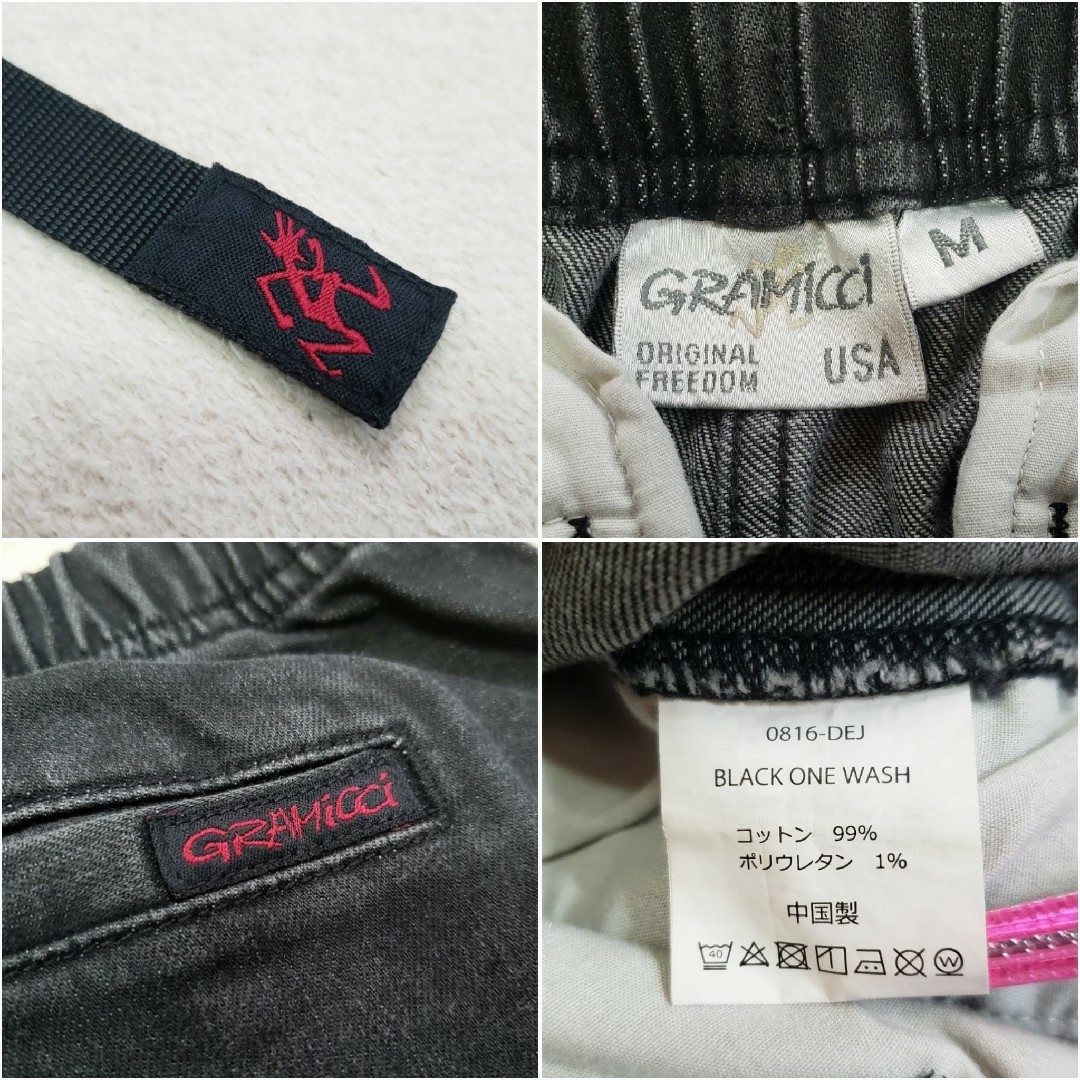 GRAMICCI
ORIGINAL
FREEDOM
USA
M
GRAMICCI
0816-DEJ
BLACK ONE WASH
コットン 99%
ポリウレタン 1%
中国製
40
W